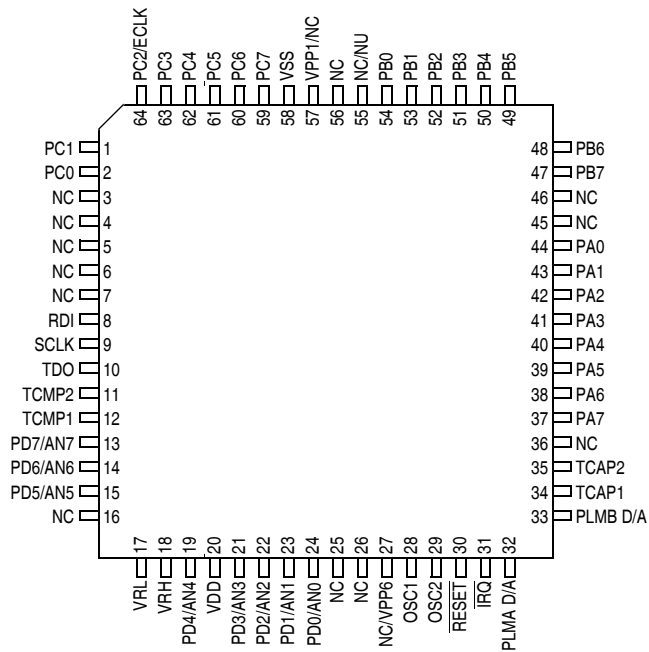 PC2/ECLK
PC3
PC4
PC5
PC6
PC7
VSS
VPP1/NC
NC
NC/NU
PB0
PB1
PB2
PB3
PB4
PB5
64
63
62
61
60
59
58
57
56
55
54
53
52
51
50
49
PC1 1
PC0 2
NC 3
NC 4
NC 5
NC 6
NC 7
RDI 8
SCLK 9
TDO 10
TCMP2 11
TCMP1 12
PD7/AN7 13
PD6/AN6 14
PD5/AN5 15
NC 16
48 PB6
47 PB7
46 NC
45 NC
44 PA0
43 PA1
42 PA2
41 PA3
40 PA4
39 PA5
38 PA6
37 PA7
36 NC
35 TCAP2
34 TCAP1
33 PLMB D/A
17
18
19
20
21
22
23
24
25
26
27
28
29
30
31
32
VRL
VRH
PD4/AN4
VDD
PD3/AN3
PD2/AN2
PD1/AN1
PD0/AN0
NC
NC
NC/VPP6
OSC1
OSC2
RESET
IRQ
PLMA D/A